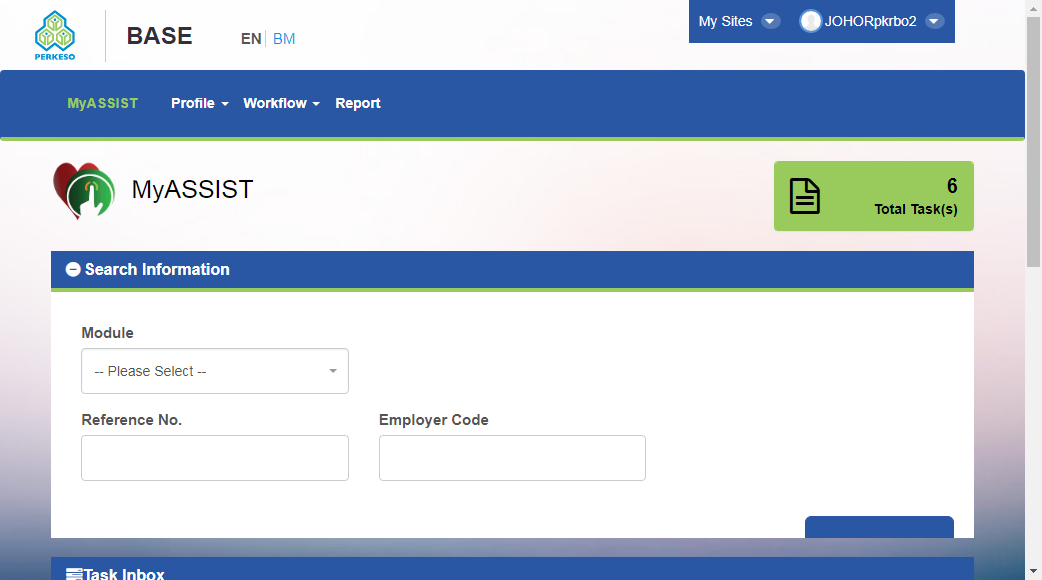 PERKESO
BASE
EN BM
My Sites
JOHORpkrbo2
MyASSIST
Profile
Workflow
Report
MyASSIST
6
Total Task(s)
Search Information
Module
-- Please Select --
Reference No.
Employer Code
Task Inbox